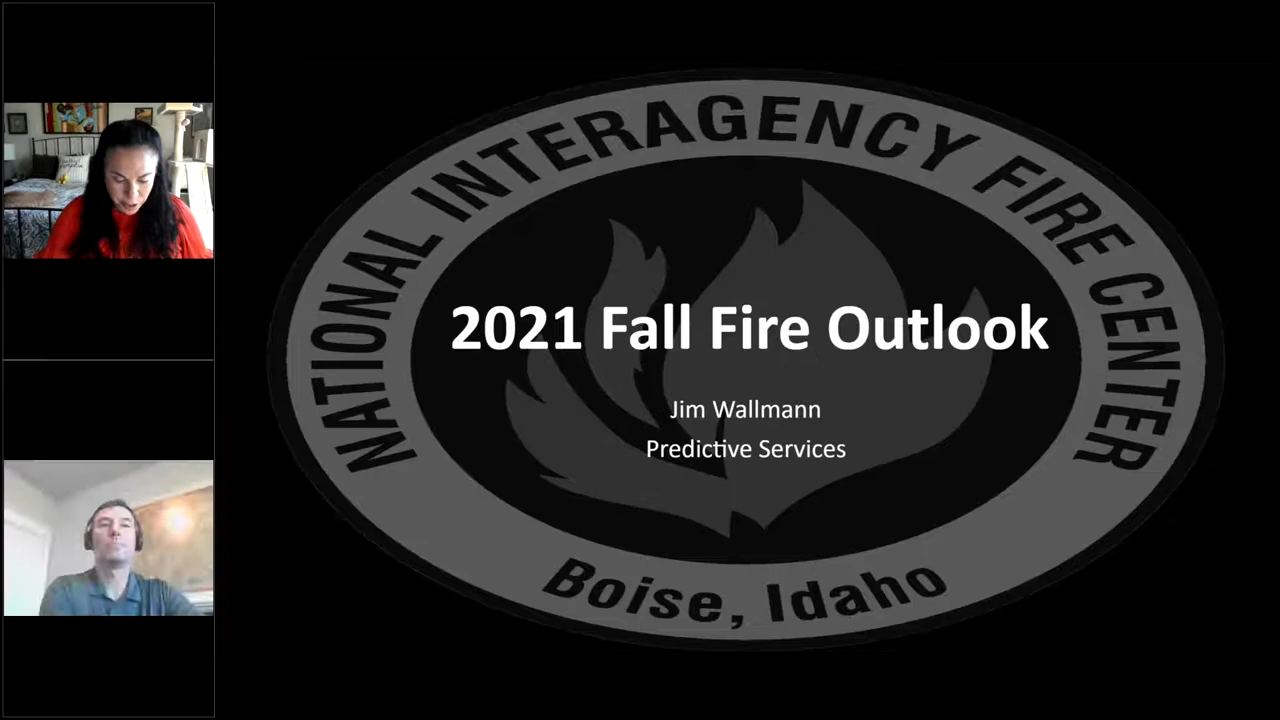 NATIONAL INTERAGENCY FIRE CENTER
2021 Fall Fire Outlook
Jim Wallmann
Predictive Services
Boise, Idaho